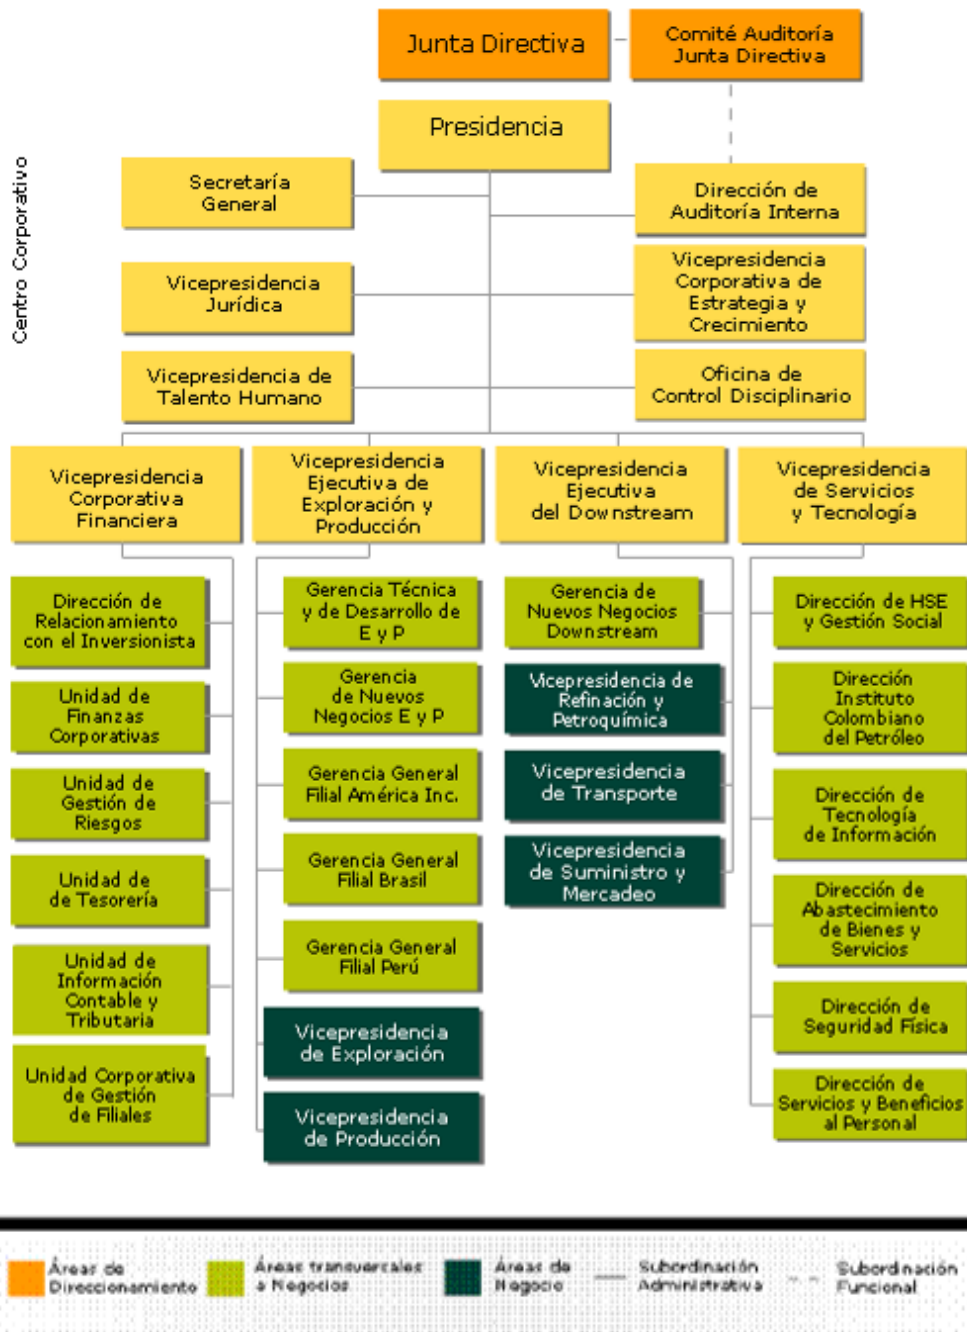 Junta Directiva
Comité Auditoría
Junta Directiva
Presidencia
Centro Corporativo
Secretaría
General
Dirección de
Auditoría Interna
Vicepresidencia
Jurídica
Vicepresidencia
Corporativa de
Estrategia y
Crecimiento
Vicepresidencia de
Talento Humano
Oficina de
Control Disciplinario
Vicepresidencia
Corporativa
Financiera
Vicepresidencia
Ejecutiva de
Exploración y
Producción
Vicepresidencia
Ejecutiva
del Downstream
Vicepresidencia
de Servicios
y Tecnología
Dirección de
Relacionamiento
con el Inversionista
Unidad de
Finanzas
Corporativas
Unidad de
Gestión de
Riesgos
Unidad de
de Tesorería
Unidad de
Información
Contable y
Tributaria
Unidad Corporativa
de Gestión
de Filiales
Gerencia Técnica
y de Desarrollo de
E y P
Gerencia
de Nuevos
Negocios E y P
Gerencia General
Filial América Inc.
Gerencia General
Filial Brasil
Gerencia General
Filial Perú
Vicepresidencia
de Exploración
Vicepresidencia
de Producción
Gerencia de
Nuevos Negocios
Downstream
Vicepresidencia de
Refinación y
Petroquímica
Vicepresidencia
de Transporte
Vicepresidencia
de Suministro y
Mercadeo
Dirección de HSE
y Gestión Social
Dirección
Instituto
Colombiano
del Petróleo
Dirección de
Tecnología
de Información
Dirección de
Abastecimiento
de Bienes y
Servicios
Dirección de
Seguridad Física
Dirección de
Servicios y Beneficios
al Personal
Áreas de
Direccionamiento
Áreas transversales
a Negocios
Áreas de
Negocio
Subordinación
Administrativa
Subordinación
Funcional